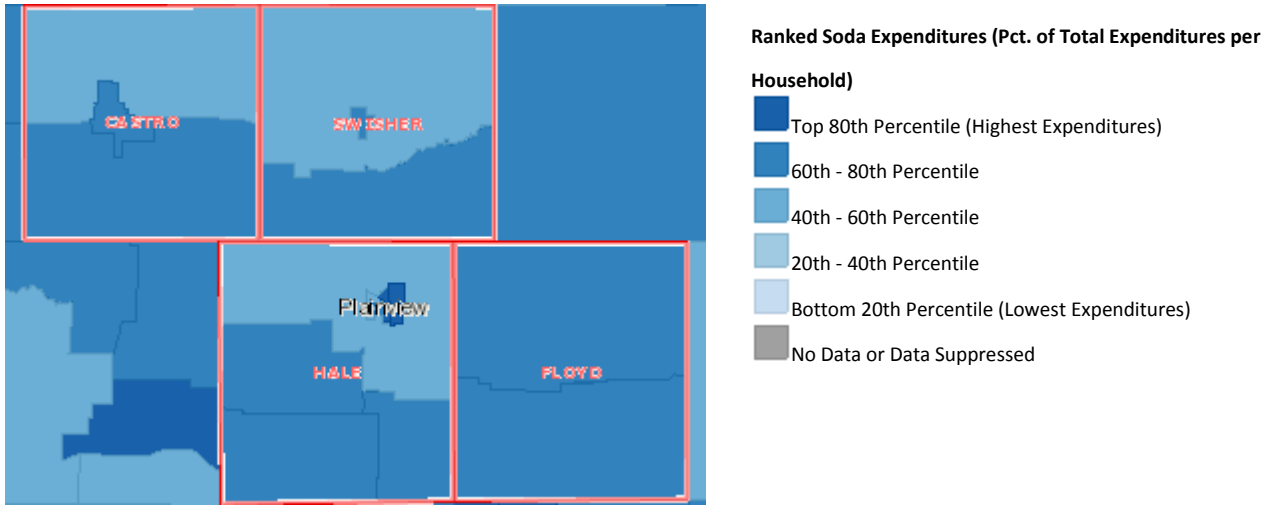 Ranked Soda Expenditures (Pct. of Total Expenditures per
Household)
Top 80th Percentile (Highest Expenditures)
60th - 80th Percentile
40th - 60th Percentile
20th - 40th Percentile
Bottom 20th Percentile (Lowest Expenditures)
No Data or Data Suppressed
CASTRO
SWISHER
Plainview
HALE
FLOYD